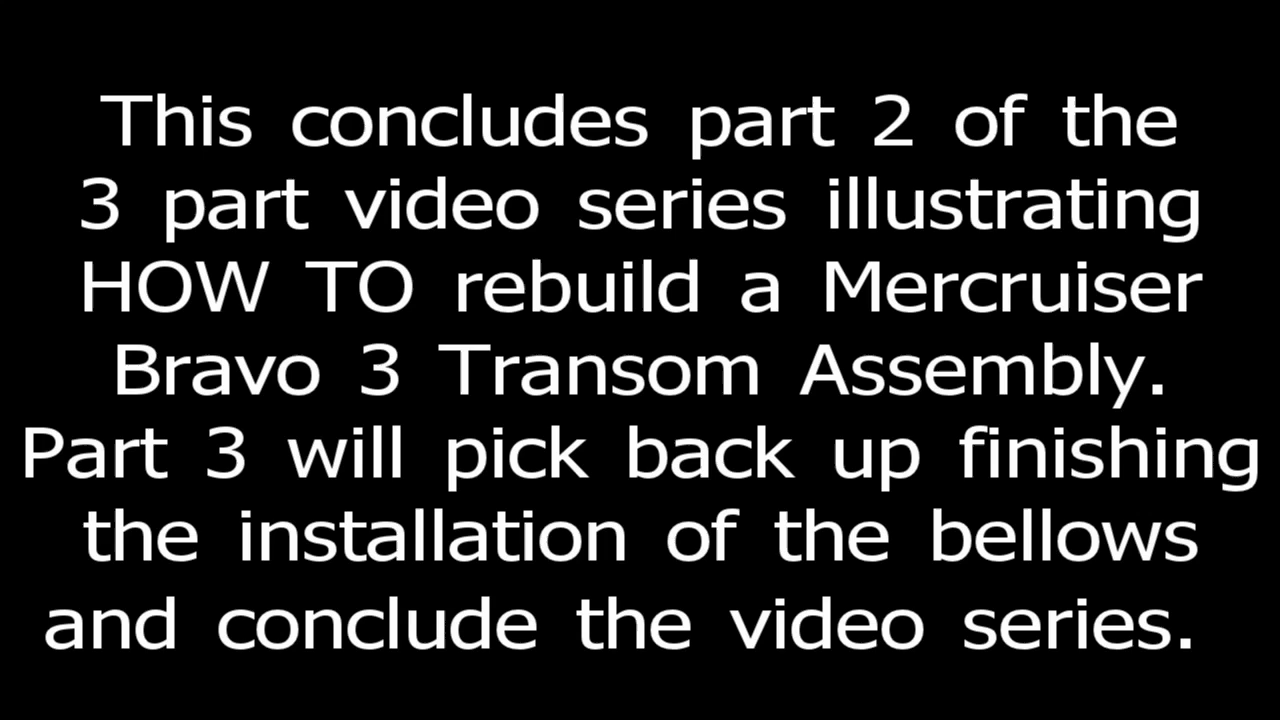 This concludes part 2 of the
3 part video series illustrating
HOW TO rebuild a Mercruiser
Bravo 3 Transom Assembly.
Part 3 will pick back up finishing
the installation of the bellows
and conclude the video series.